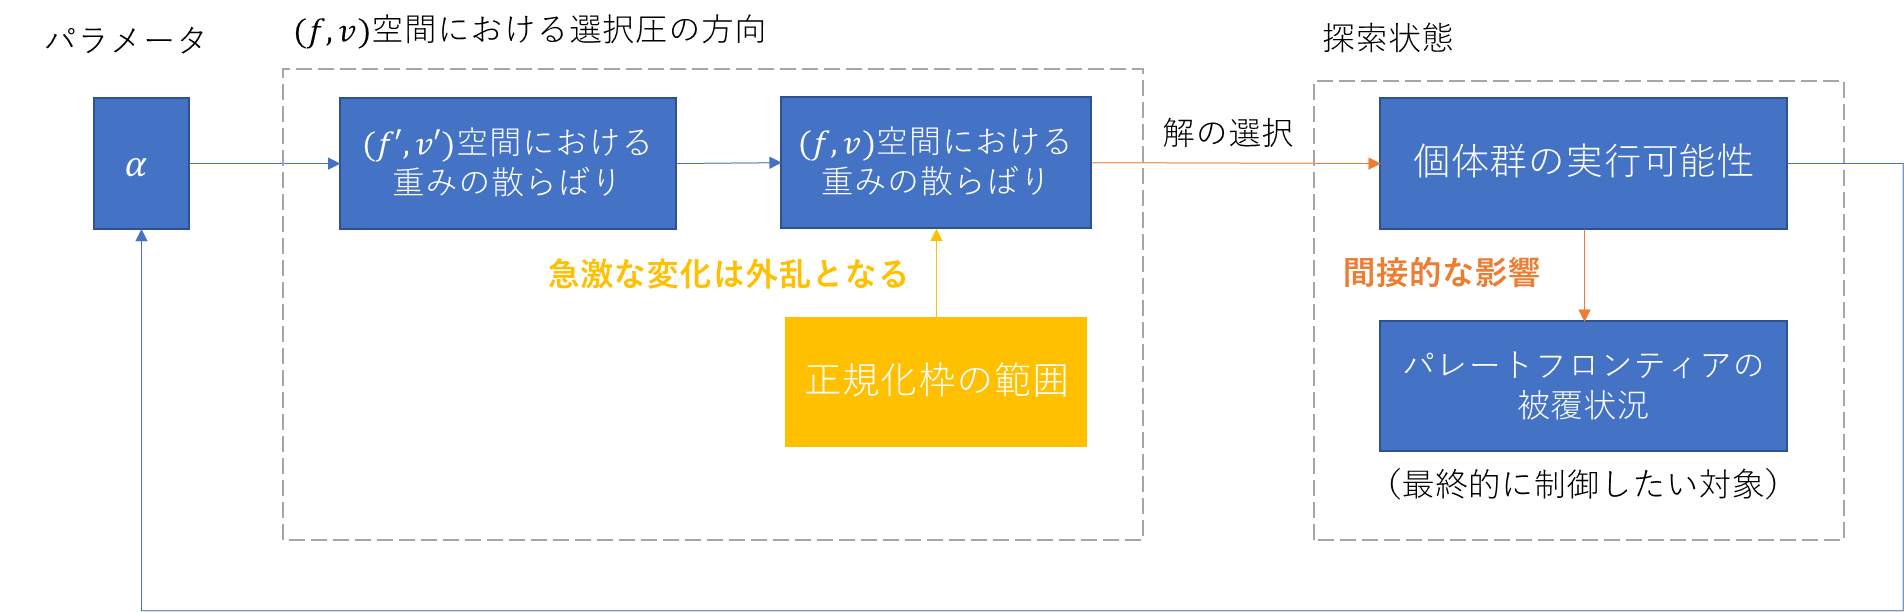 パラメータ
(f, v)空間における選択圧の方向
探索状態
α
(f′, v′)空間における
重みの散らばり
(f, v)空間における
重みの散らばり
解の選択
個体群の実行可能性
急激な変化は外乱となる
間接的な影響
正規化枠の範囲
パレートフロンティアの
被覆状況
（最終的に制御したい対象）